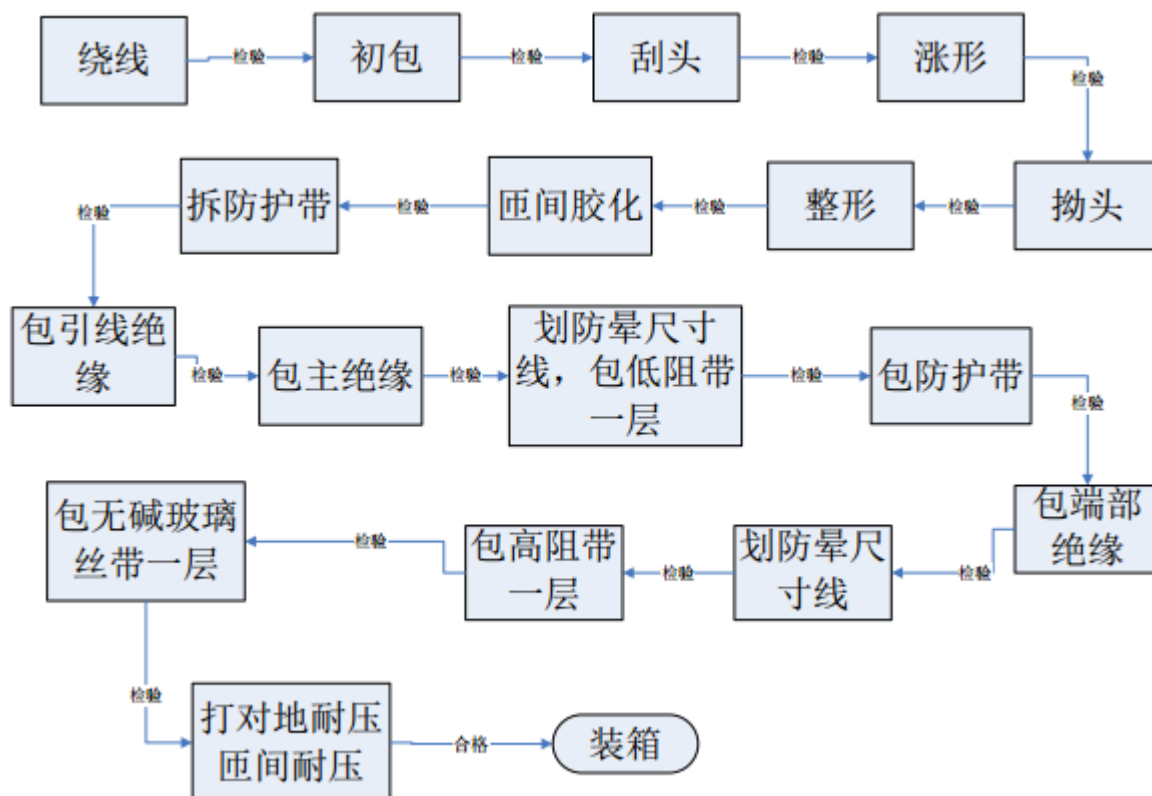 绕线
检验
初包
检验
刮头
检验
涨形
检验
拗头
检验
整形
检验
匝间胶化
检验
拆防护带
检验
包引线绝
缘
检验
包主绝缘
检验
划防晕尺寸
线，包低阻带
一层
检验
包防护带
检验
包端部
绝缘
检验
划防晕尺
寸线
检验
包高阻带
一层
检验
包无碱玻璃
丝带一层
检验
打对地耐压
匝间耐压
合格
装箱